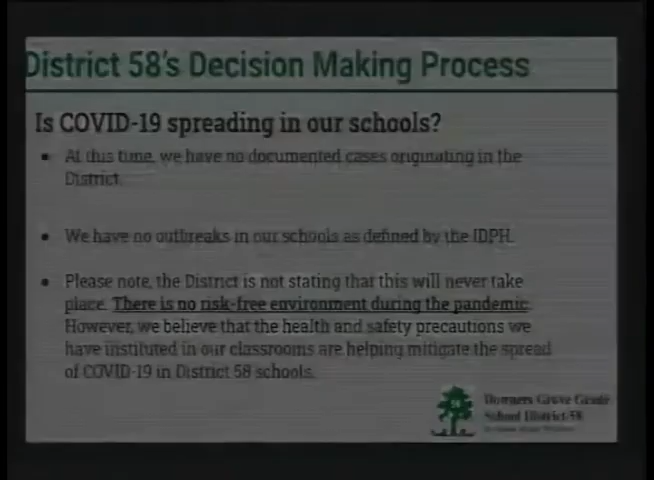 District 58's Decision Making Process
Is COVID-19 spreading in our schools?
• At this time, we have no documented cases originating in the
District.
• We have no outbreaks in our schools as defined by the IDPH.
• Please note, the District is not stating that this will never take
place. There is no risk-free environment during the pandemic.
However, we believe that the health and safety precautions we
have instituted in our classrooms are helping mitigate the spread
of COVID-19 in District 58 schools.
58
Downers Grove Grade
School District 58